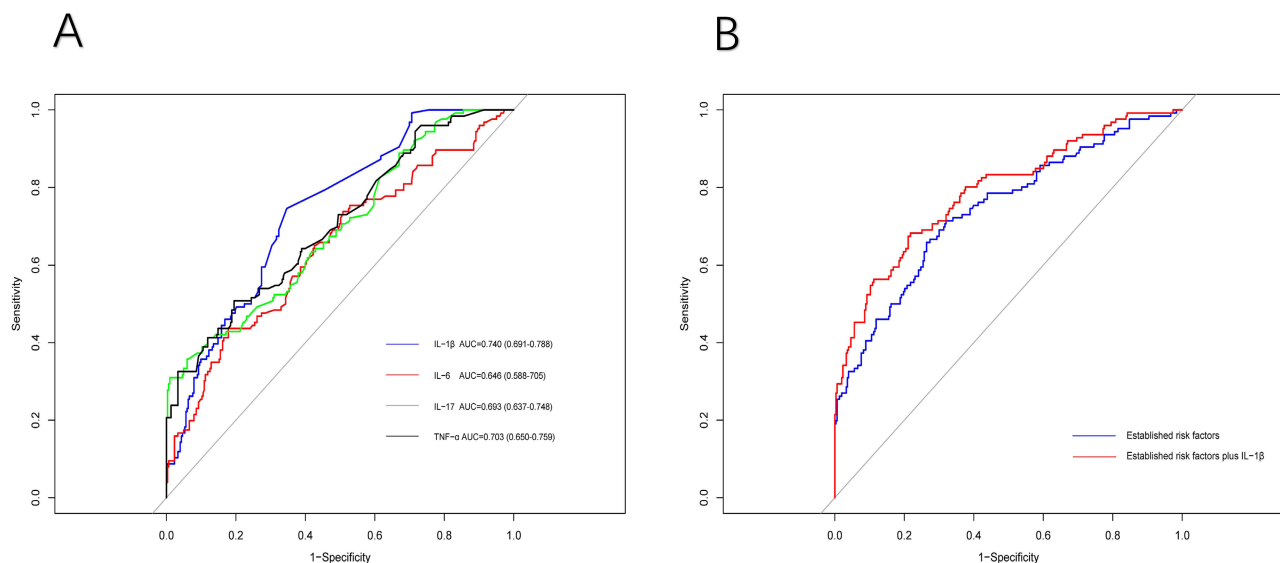 A
B
Sensitivity
1.0
0.8
0.6
0.4
0.2
0.0
IL−1β AUC=0.740 (0.691-0.788)
IL−6 AUC=0.646 (0.588-705)
IL−17 AUC=0.693 (0.637-0.748)
TNF−α AUC=0.703 (0.650-0.759)
0.0 0.2 0.4 0.6 0.8 1.0
1−Specificity
Sensitivity
1.0
0.8
0.6
0.4
0.2
0.0
Established risk factors
Established risk factors plus IL−1β
0.0 0.2 0.4 0.6 0.8 1.0
1−Specificity